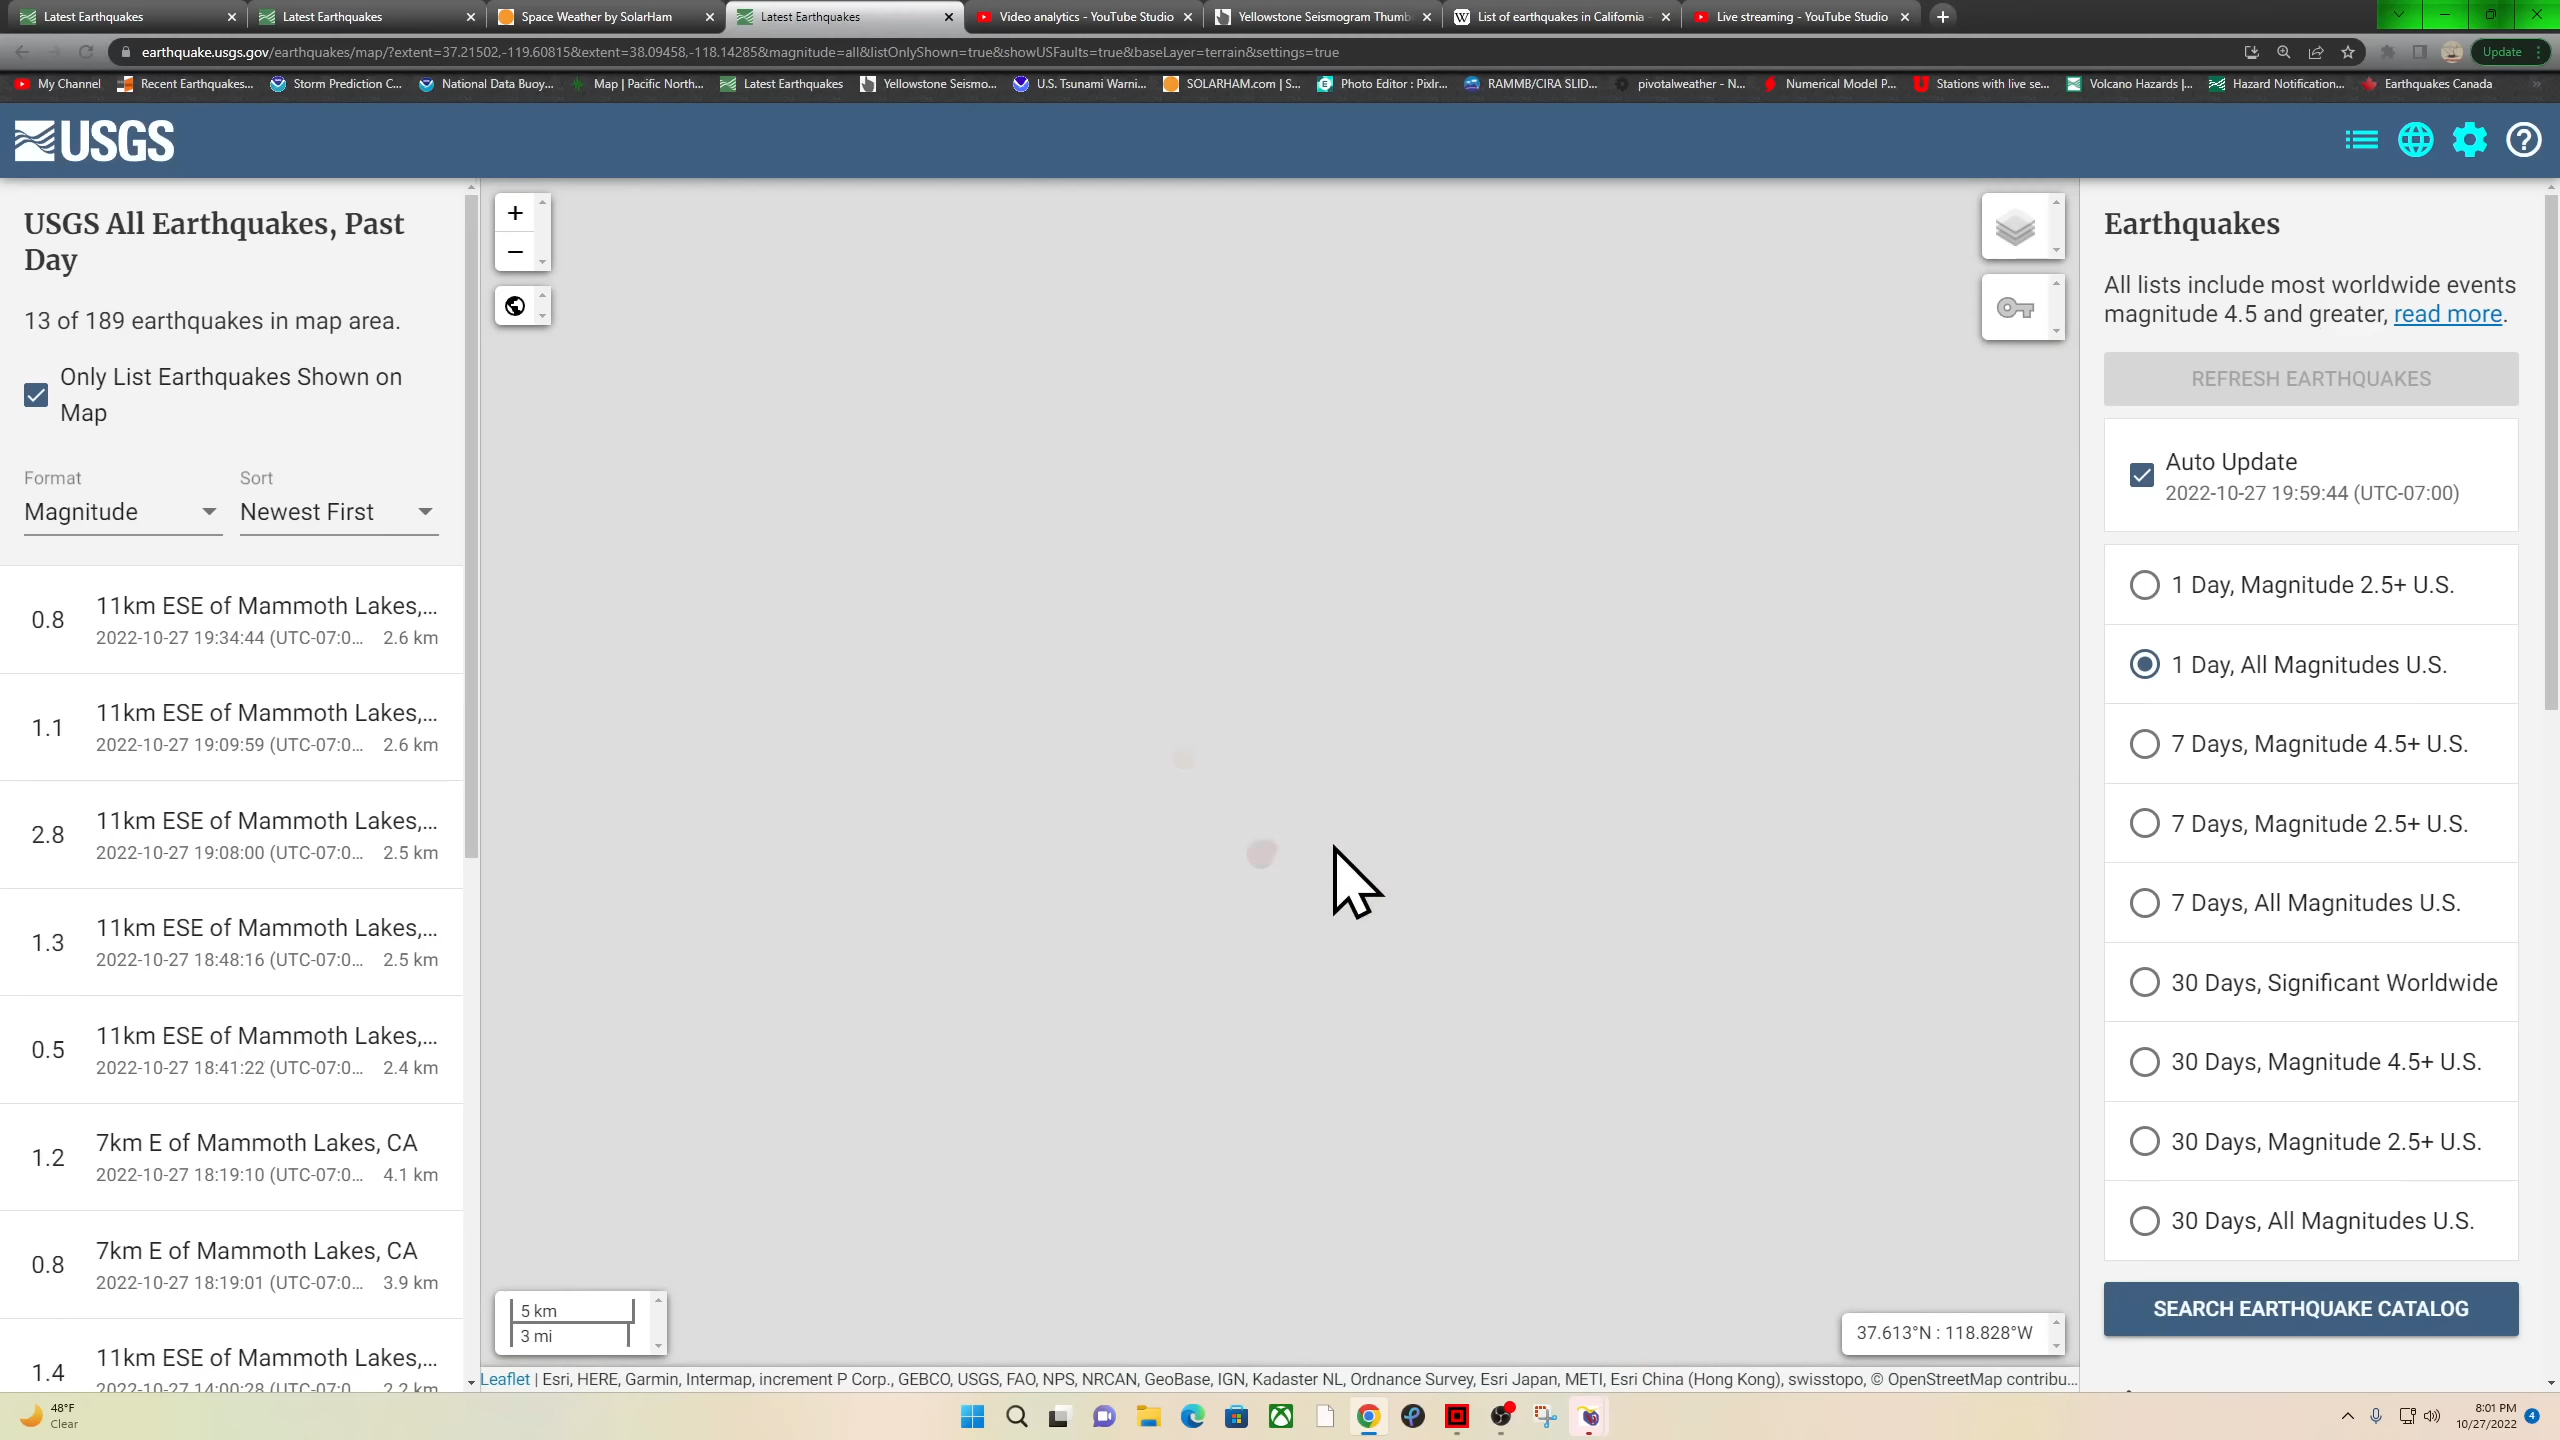 Latest Earthquakes
Latest Earthquakes
Space Weather by SolarHam
Latest Earthquakes
Video analytics - YouTube Studio
Yellowstone Seismogram Thumb
List of earthquakes in California
Live streaming - YouTube Studio
earthquake.usgs.gov/earthquakes/map/?extent=37.21502,-119.60815&extent=38.09458,-118.14285&magnitude=all&listOnlyShown=true&showUSFaults=true&baseLayer=terrain&settings=true
Update
My Channel
Recent Earthquakes...
Storm Prediction C...
National Data Buoy...
Map | Pacific North...
Latest Earthquakes
Yellowstone Seismo...
U.S. Tsunami Warni...
SOLARHAM.com | S...
Photo Editor : Pixlr...
RAMMB/CIRA SLID...
pivotalweather - N...
Numerical Model P...
Stations with live se...
Volcano Hazards |...
Hazard Notification...
Earthquakes Canada
USGS
USGS All Earthquakes, Past
Day
13 of 189 earthquakes in map area.
Only List Earthquakes Shown on
Map
Format
Sort
Magnitude
Newest First
0.8 11km ESE of Mammoth Lakes,...
2022-10-27 19:34:44 (UTC-07:0... 2.6 km
1.1 11km ESE of Mammoth Lakes,...
2022-10-27 19:09:59 (UTC-07:0... 2.6 km
2.8 11km ESE of Mammoth Lakes,...
2022-10-27 19:08:00 (UTC-07:0... 2.5 km
1.3 11km ESE of Mammoth Lakes,...
2022-10-27 18:48:16 (UTC-07:0... 2.5 km
0.5 11km ESE of Mammoth Lakes,...
2022-10-27 18:41:22 (UTC-07:0... 2.4 km
1.2 7km E of Mammoth Lakes, CA
2022-10-27 18:19:10 (UTC-07:0... 4.1 km
0.8 7km E of Mammoth Lakes, CA
2022-10-27 18:19:01 (UTC-07:0... 3.9 km
1.4 11km ESE of Mammoth Lakes,...
2022-10-27 14:00:28 (UTC-07:0... 2.2 km
5 km
3 mi
37.613°N : 118.828°W
Leaflet | Esri, HERE, Garmin, Intermap, increment P Corp., GEBCO, USGS, FAO, NPS, NRCAN, GeoBase, IGN, Kadaster NL, Ordnance Survey, Esri Japan, METI, Esri China (Hong Kong), swisstopo, © OpenStreetMap contribu...
Earthquakes
All lists include most worldwide events
magnitude 4.5 and greater, read more.
REFRESH EARTHQUAKES
Auto Update
2022-10-27 19:59:44 (UTC-07:00)
1 Day, Magnitude 2.5+ U.S.
1 Day, All Magnitudes U.S.
7 Days, Magnitude 4.5+ U.S.
7 Days, Magnitude 2.5+ U.S.
7 Days, All Magnitudes U.S.
30 Days, Significant Worldwide
30 Days, Magnitude 4.5+ U.S.
30 Days, Magnitude 2.5+ U.S.
30 Days, All Magnitudes U.S.
SEARCH EARTHQUAKE CATALOG
48°F
Clear
8:01 PM
10/27/2022
4